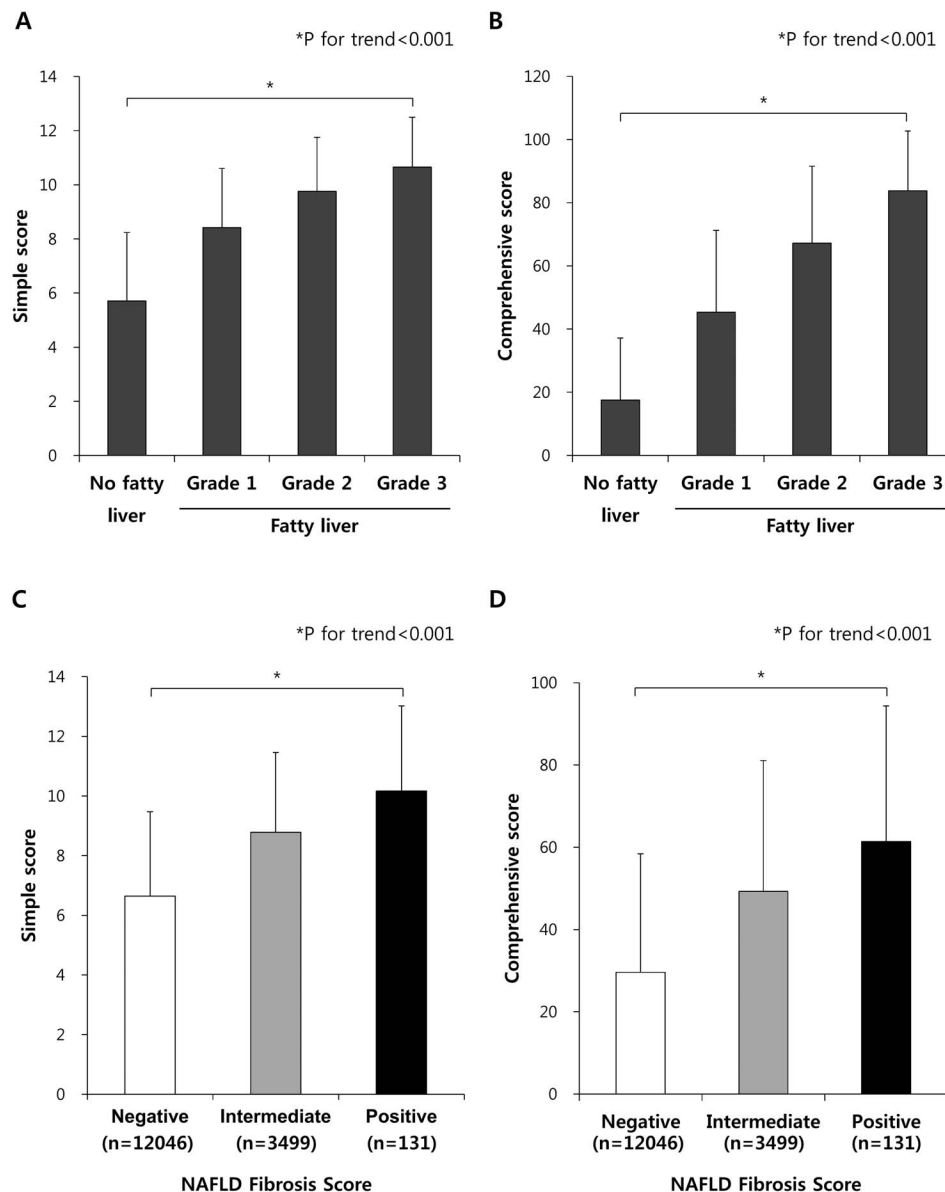 A
*P for trend<0.001
Simple score
14
*
12
10
8
6
4
2
0
No fatty liver
Grade 1
Grade 2
Grade 3
Fatty liver
B
*P for trend<0.001
Comprehensive score
120
*
100
80
60
40
20
0
No fatty liver
Grade 1
Grade 2
Grade 3
Fatty liver
C
*P for trend<0.001
Simple score
14
*
12
10
8
6
4
2
0
Negative
(n=12046)
Intermediate
(n=3499)
Positive
(n=131)
NAFLD Fibrosis Score
D
*P for trend<0.001
Comprehensive score
100
*
80
60
40
20
0
Negative
(n=12046)
Intermediate
(n=3499)
Positive
(n=131)
NAFLD Fibrosis Score